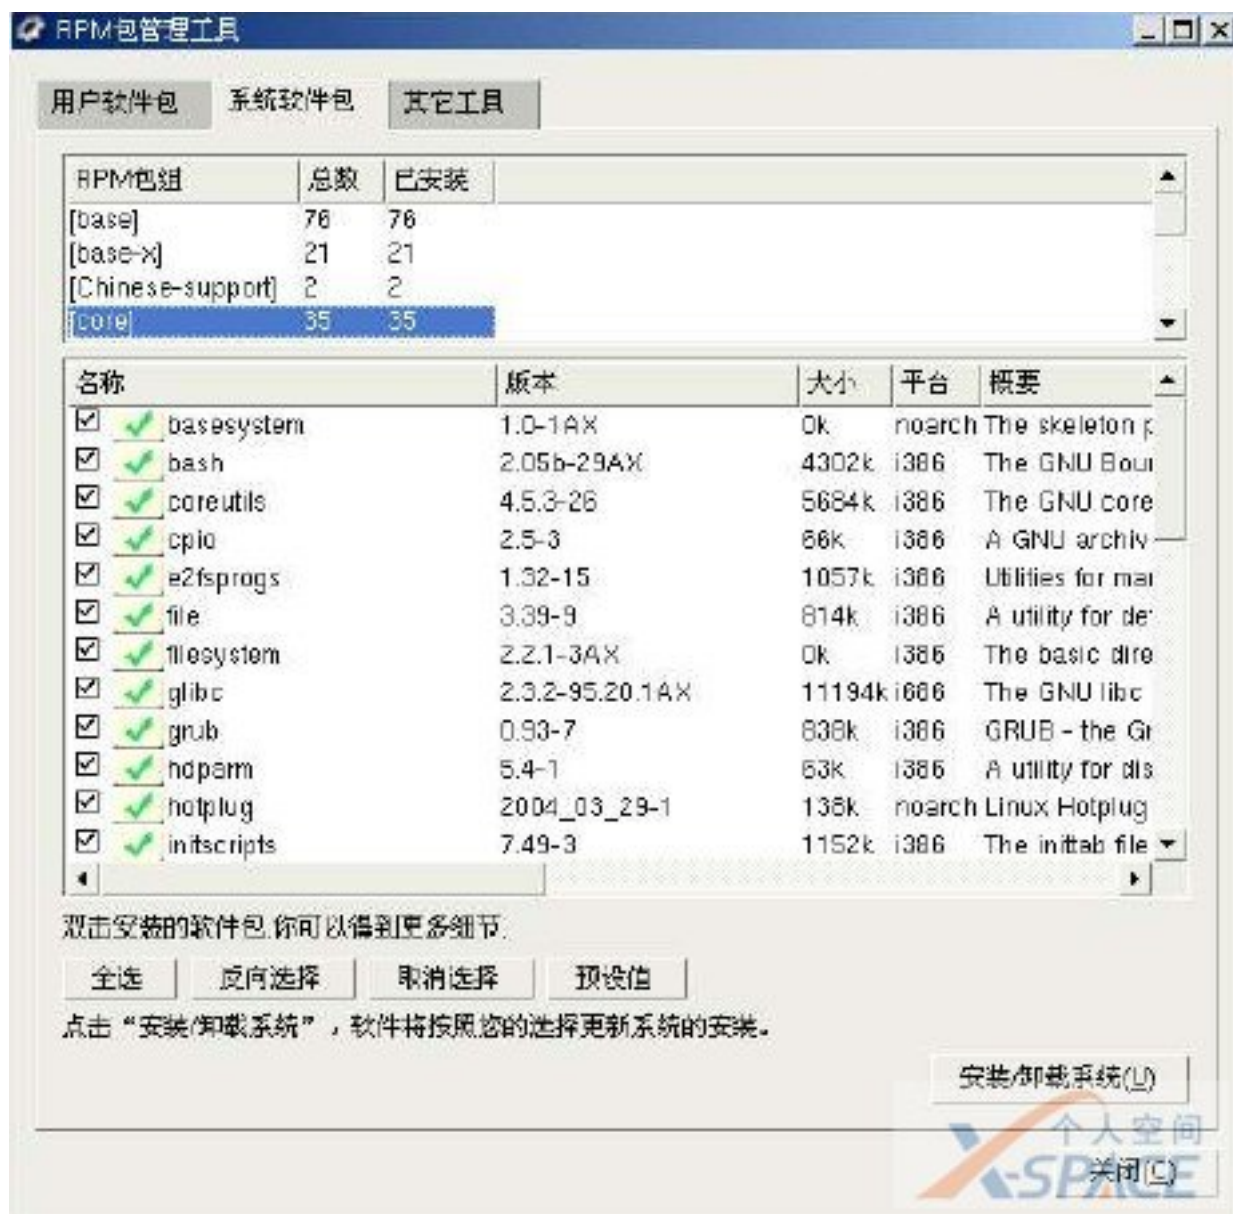 RPM包管理工具
用户软件包 系统软件包 其它工具
RPM包组 总数 已安装
[base] 76 76
[base-x] 21 21
[Chinese-support] 2 2
[core] 35 35
名称 版本 大小 平台 概要
basesystem 1.0-1AX 0k noarch The skeleton p
bash 2.05b-29AX 4302k i386 The GNU Bour
coreutils 4.5.3-26 5684k i386 The GNU core
cpio 2.5-3 66k i386 A GNU archiv
e2fsprogs 1.32-15 1057k i386 Utilities for mar
file 3.39-9 814k i386 A utility for de
filesystem 2.2.1-3AX 0k i386 The basic dire
glibc 2.3.2-95.20.1AX 11194k i686 The GNU libc
grub 0.93-7 838k i386 GRUB - the Gr
hdparm 5.4-1 63k i386 A utility for dis
hotplug 2004_03_29-1 136k noarch Linux Hotplug
initscripts 7.49-3 1152k i386 The inittab file
双击安装的软件包,你可以得到更多细节.
全选 反向选择 取消选择 预设值
点击“安装/卸载系统”，软件将按照您的选择更新系统的安装。
安装/卸载系统(U)
个人空间
X-SPACE
关闭(C)